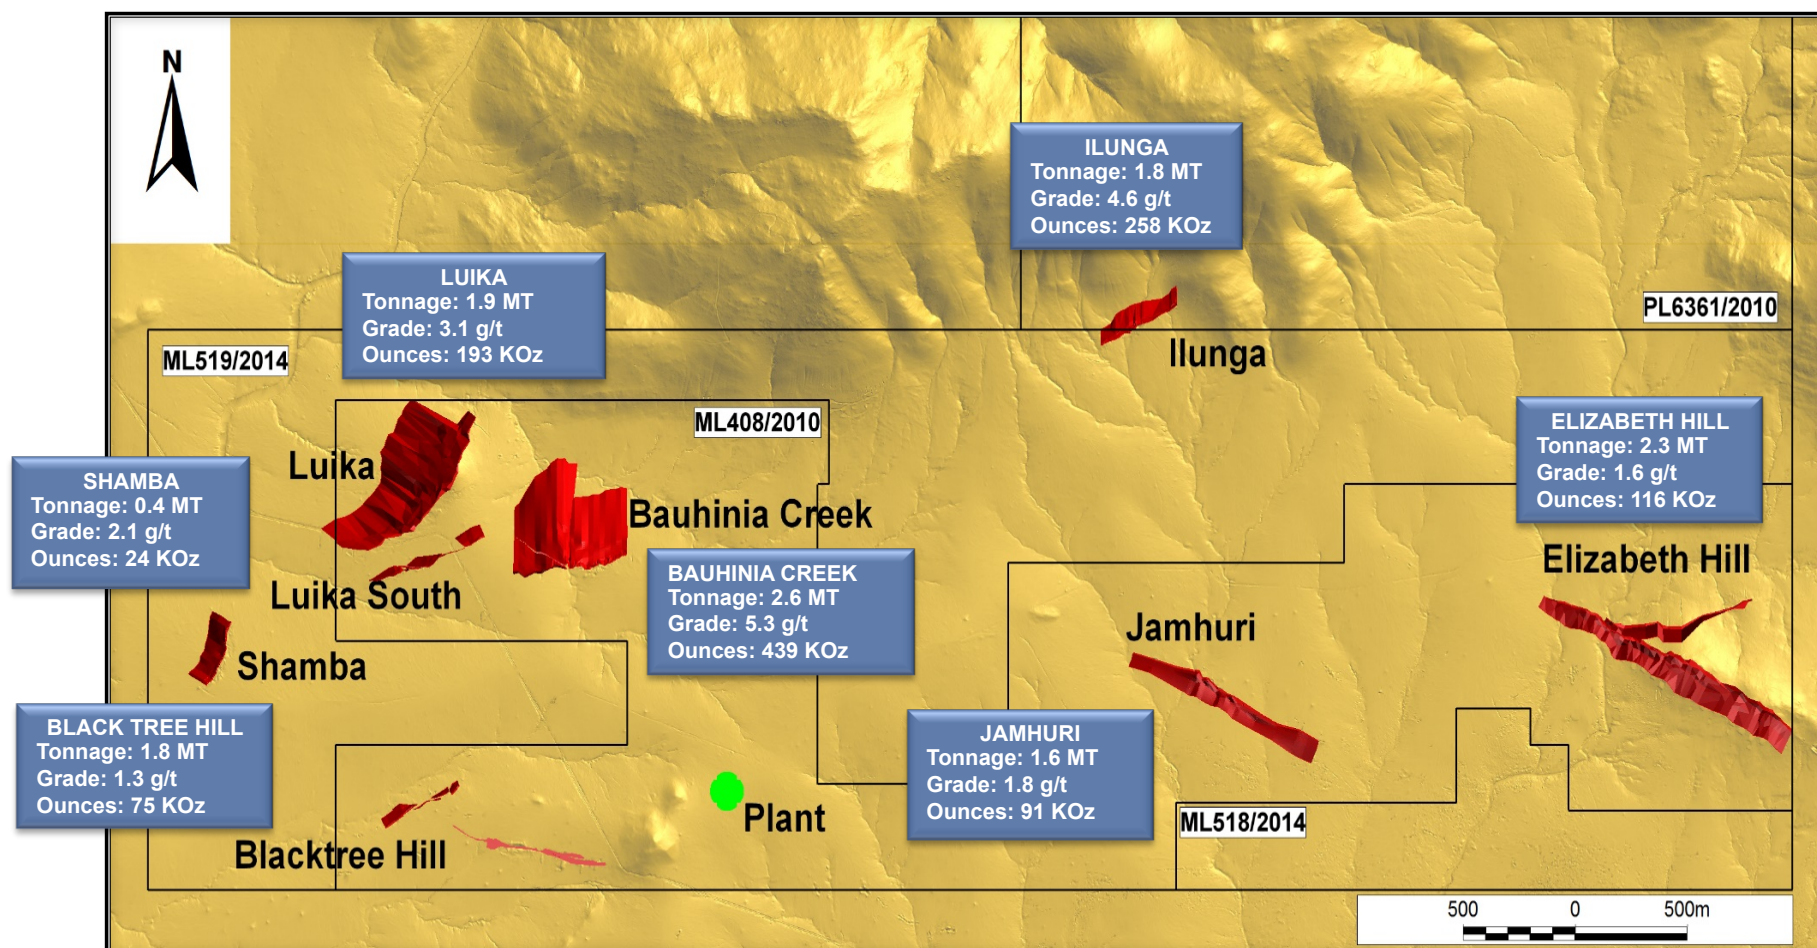 N
ILUNGA
Tonnage: 1.8 MT
Grade: 4.6 g/t
Ounces: 258 KOz
LUIKA
Tonnage: 1.9 MT
Grade: 3.1 g/t
Ounces: 193 KOz
PL6361/2010
ML519/2014
Ilunga
ML408/2010
ELIZABETH HILL
Tonnage: 2.3 MT
Grade: 1.6 g/t
Ounces: 116 KOz
Luika
SHAMBA
Tonnage: 0.4 MT
Grade: 2.1 g/t
Ounces: 24 KOz
Bauhinia Creek
Elizabeth Hill
BAUHINIA CREEK
Tonnage: 2.6 MT
Grade: 5.3 g/t
Ounces: 439 KOz
Luika South
Jamhuri
Shamba
BLACK TREE HILL
Tonnage: 1.8 MT
Grade: 1.3 g/t
Ounces: 75 KOz
JAMHURI
Tonnage: 1.6 MT
Grade: 1.8 g/t
Ounces: 91 KOz
Plant
ML518/2014
Blacktree Hill
500 0 500m